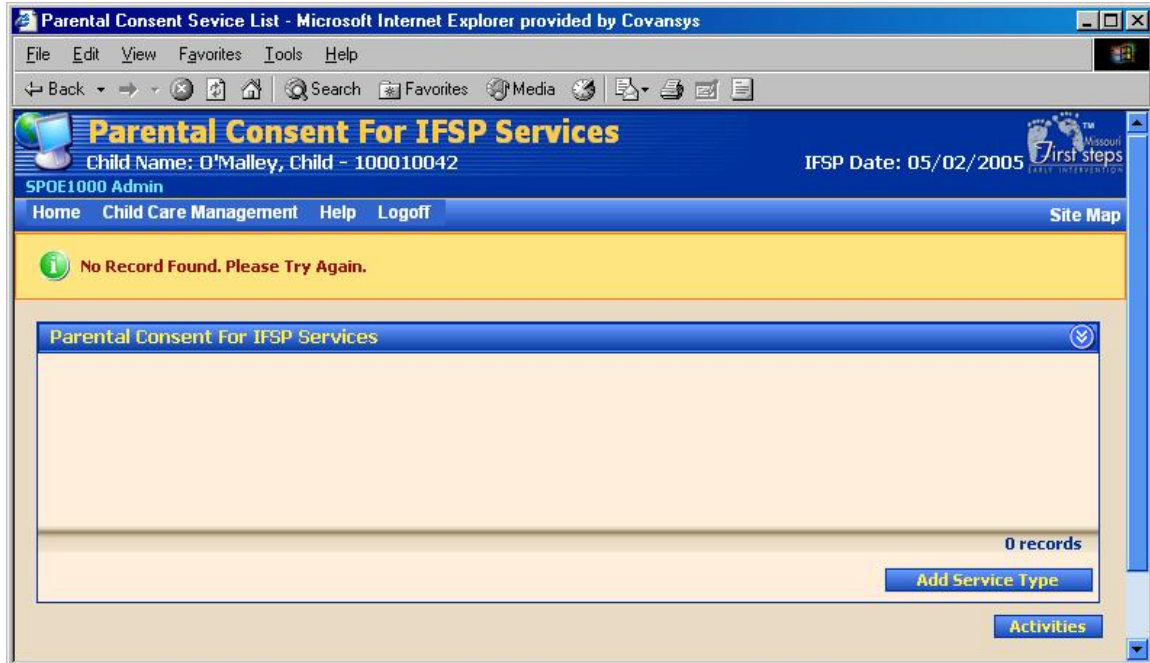 Parental Consent Sevice List - Microsoft Internet Explorer provided by Covansys
File Edit View Favorites Tools Help
Back Search Favorites Media
Parental Consent For IFSP Services
Child Name: O'Malley, Child - 100010042
IFSP Date: 05/02/2005
TM
Missouri
First steps
EARLY INTERVENTION
SPOE1000 Admin
Home Child Care Management Help Logoff Site Map
No Record Found. Please Try Again.
Parental Consent For IFSP Services
0 records
Add Service Type
Activities